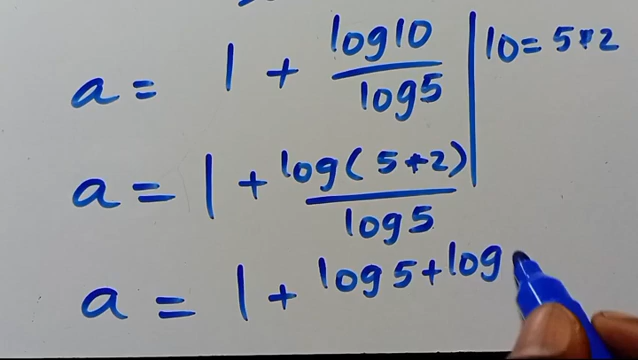 a = 1 + log10 / log5 | 10 = 5*2
a = 1 + log(5*2) / log5
a = 1 + log5 + log